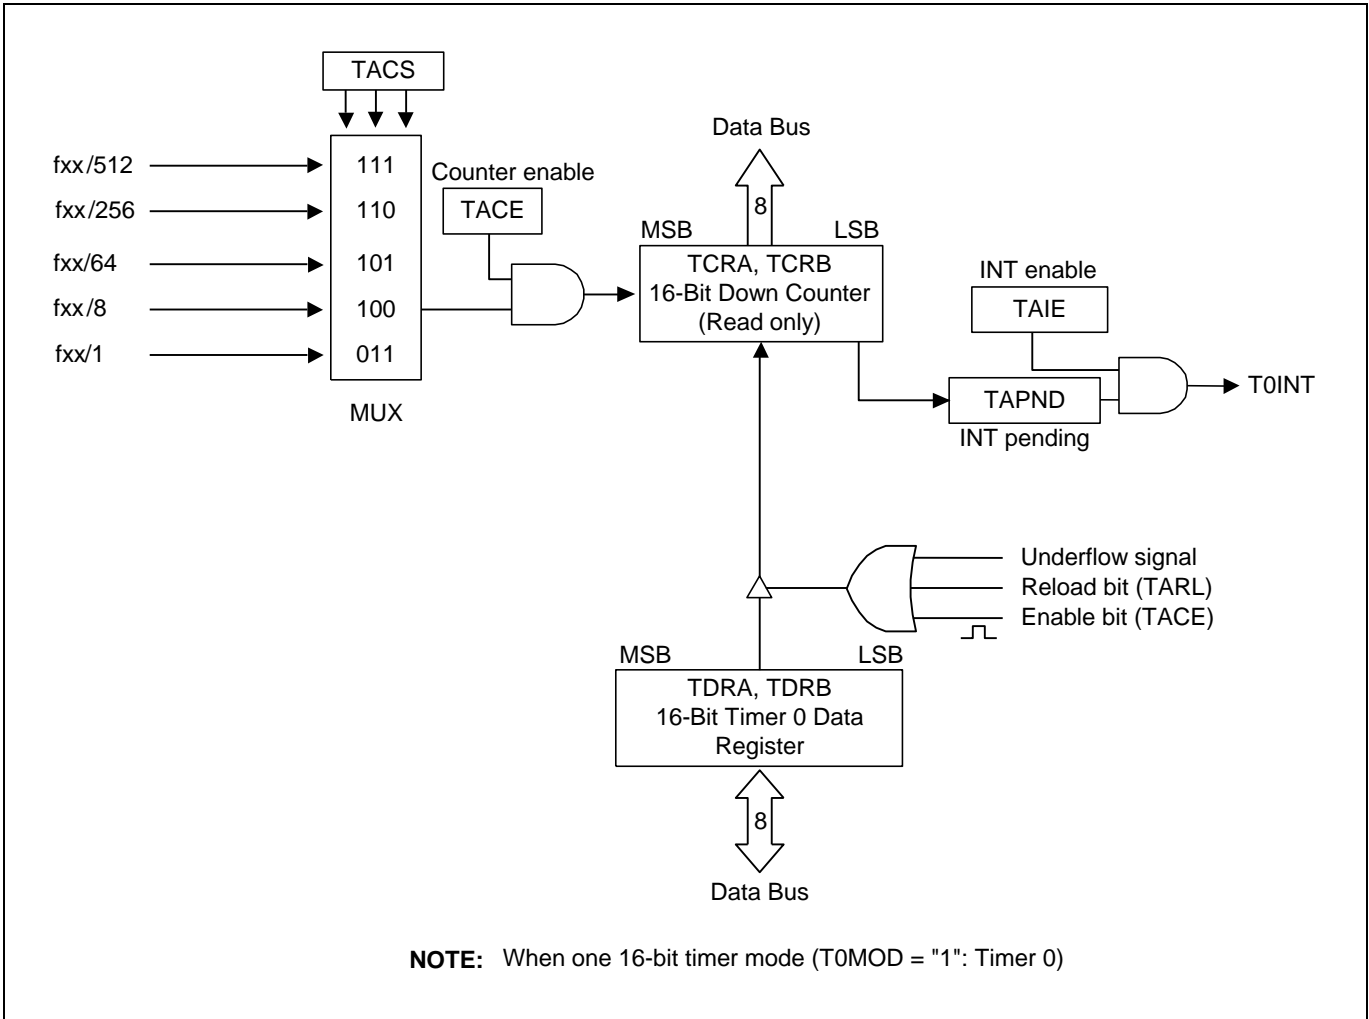 TACS
Data Bus
fxx/512
111
Counter enable
fxx/256
110
TACE
8
MSB
LSB
fxx/64
101
TCRA, TCRB
16-Bit Down Counter
(Read only)
INT enable
TAIE
fxx/8
100
fxx/1
011
MUX
TAPND
T0INT
INT pending
Underflow signal
Reload bit (TARL)
Enable bit (TACE)
MSB
LSB
TDRA, TDRB
16-Bit Timer 0 Data
Register
8
Data Bus
NOTE: When one 16-bit timer mode (T0MOD = "1": Timer 0)